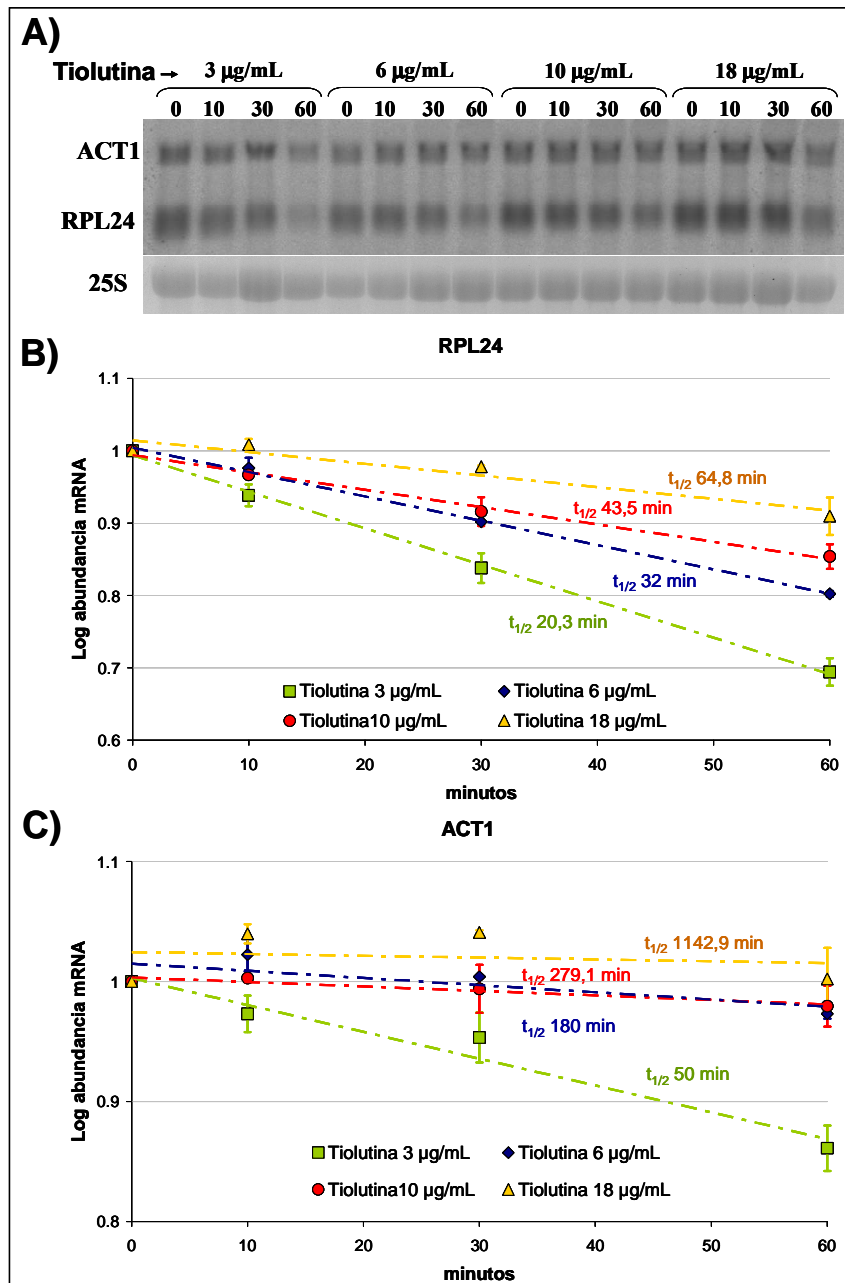 A)
Tiolutina → 3 µg/mL 6 µg/mL 10 µg/mL 18 µg/mL
0 10 30 60 0 10 30 60 0 10 30 60 0 10 30 60
ACT1
RPL24
25S
B)
RPL24
Log abundancia mRNA
1.1
1
0.9
0.8
0.7
0.6
t1/2 64,8 min
t1/2 43,5 min
t1/2 32 min
t1/2 20,3 min
Tiolutina 3 µg/mL Tiolutina 6 µg/mL
Tiolutina10 µg/mL Tiolutina 18 µg/mL
0 10 20 30 40 50 60
minutos
C)
ACT1
Log abundancia mRNA
1.1
1
0.9
0.8
t1/2 1142,9 min
t1/2 279,1 min
t1/2 180 min
t1/2 50 min
Tiolutina 3 µg/mL Tiolutina 6 µg/mL
Tiolutina10 µg/mL Tiolutina 18 µg/mL
0 10 20 30 40 50 60
minutos